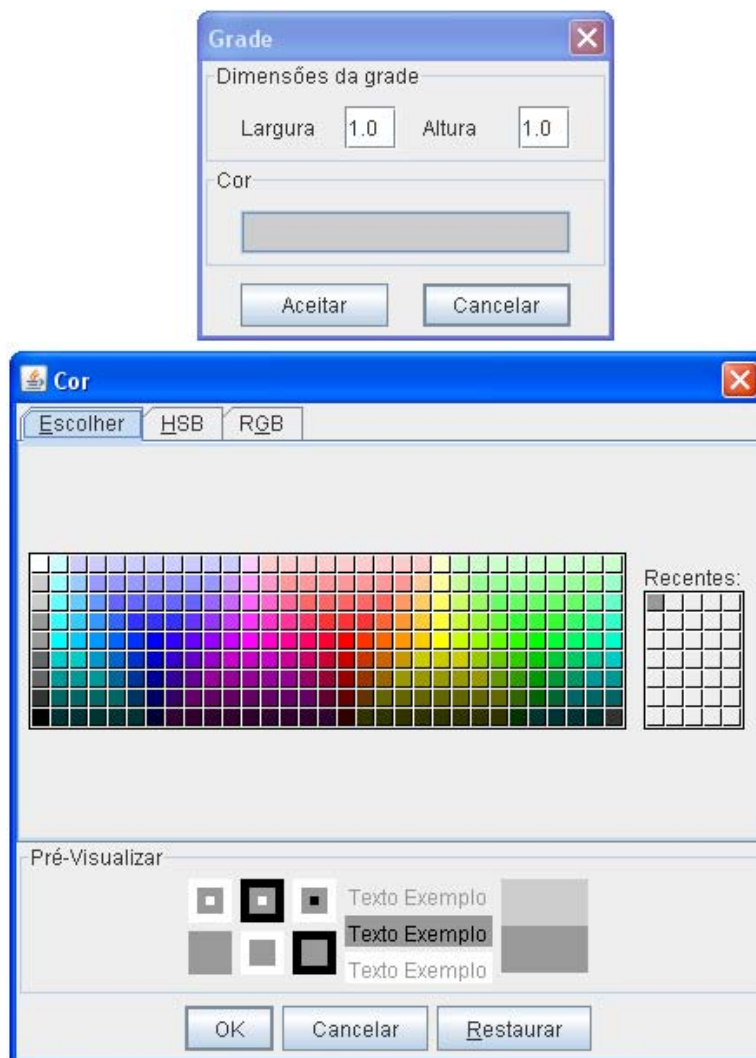 Grade
Dimensões da grade
Largura 1.0 Altura 1.0
Cor
Aceitar Cancelar
Cor
Escolher HSB RGB
Recentes:
Pré-Visualizar
Texto Exemplo
Texto Exemplo
Texto Exemplo
OK Cancelar Restaurar